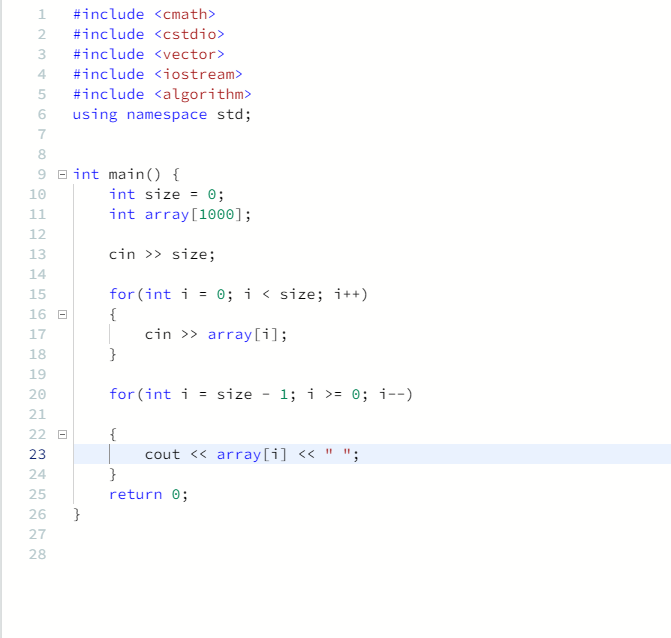 1 #include <cmath>
2 #include <cstdio>
3 #include <vector>
4 #include <iostream>
5 #include <algorithm>
6 using namespace std;
7
8
9 int main() {
10     int size = 0;
11     int array[1000];
12
13     cin >> size;
14
15     for(int i = 0; i < size; i++)
16     {
17         cin >> array[i];
18     }
19
20     for(int i = size - 1; i >= 0; i--)
21
22     {
23         cout << array[i] << " ";
24     }
25     return 0;
26 }
27
28